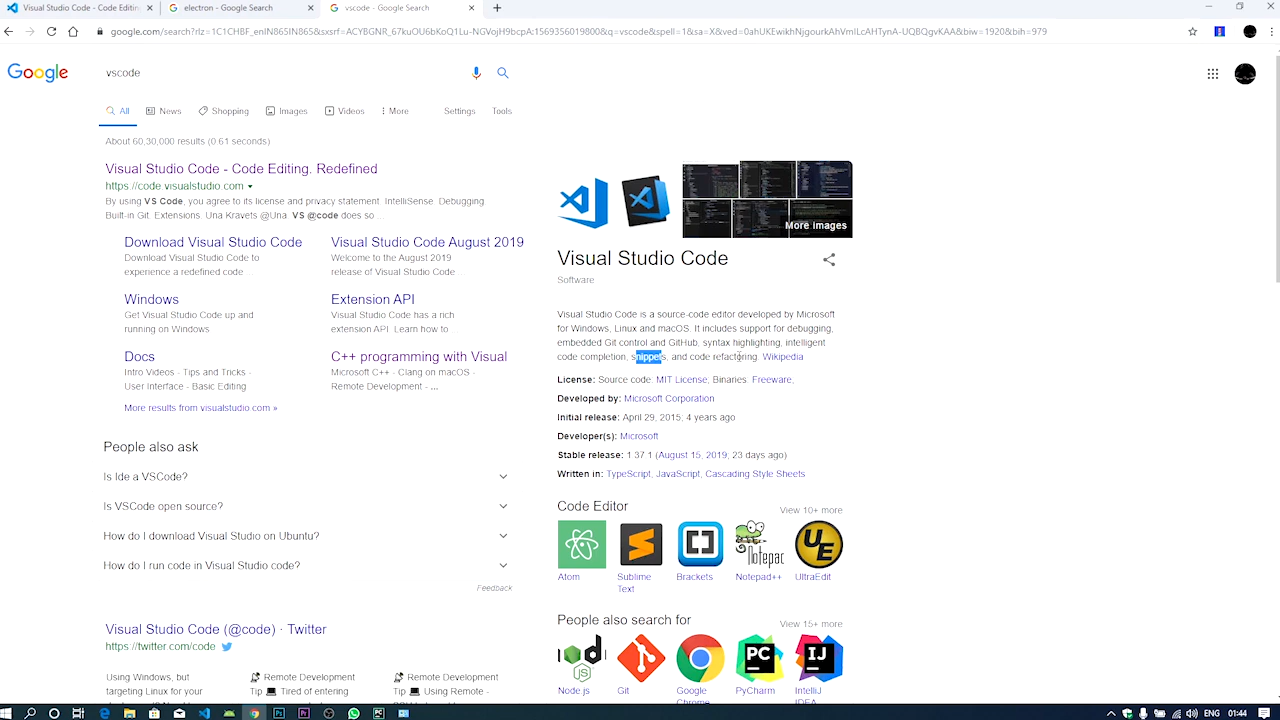 Visual Studio Code - Code Editin
electron - Google Search
vscode - Google Search
google.com/search?rlz=1C1CHBF_enIN865IN865&sxsrf=ACYBGNR_67kuOU6bKoQ1Lu-NGVojH9bcpA:1569356019800&q=vscode&spell=1&sa=X&ved=0ahUKEwikhNjgourkAhVmILcAHTynA-UQBQgvKAA&biw=1920&bih=979
Google
vscode
All News Shopping Images Videos More Settings Tools
About 60,30,000 results (0.61 seconds)
Visual Studio Code - Code Editing. Redefined
https://code.visualstudio.com
By using VS Code, you agree to its license and privacy statement. IntelliSense. Debugging.
Built-in Git. Extensions. Una Kravets. @Una. VS @code does so ...
Download Visual Studio Code
Download Visual Studio Code to
experience a redefined code ...
Visual Studio Code August 2019
Welcome to the August 2019
release of Visual Studio Code. ...
Windows
Get Visual Studio Code up and
running on Windows
Extension API
Visual Studio Code has a rich
extension API. Learn how to ...
Docs
Intro Videos - Tips and Tricks -
User Interface - Basic Editing
C++ programming with Visual
Microsoft C++ - Clang on macOS -
Remote Development - ...
More results from visualstudio.com »
People also ask
Is Ide a VSCode?
Is VSCode open source?
How do I download Visual Studio on Ubuntu?
How do I run code in Visual Studio code?
Feedback
Visual Studio Code (@code) · Twitter
https://twitter.com/code
Using Windows, but
targeting Linux for your
Remote Development
Tip Tired of entering
Remote Development
Tip Using Remote -
More images
Visual Studio Code
Software
Visual Studio Code is a source-code editor developed by Microsoft
for Windows, Linux and macOS. It includes support for debugging,
embedded Git control and GitHub, syntax highlighting, intelligent
code completion, snippets, and code refactoring. Wikipedia
License: Source code: MIT License; Binaries: Freeware;
Developed by: Microsoft Corporation
Initial release: April 29, 2015; 4 years ago
Developer(s): Microsoft
Stable release: 1.37.1 (August 15, 2019; 23 days ago)
Written in: TypeScript, JavaScript, Cascading Style Sheets
Code Editor
View 10+ more
Atom
Sublime
Text
Brackets
Notepad++
UltraEdit
People also search for
View 15+ more
Node.js
Git
Google
Chrome
PyCharm
IntelliJ
IDEA
ENG 01:44